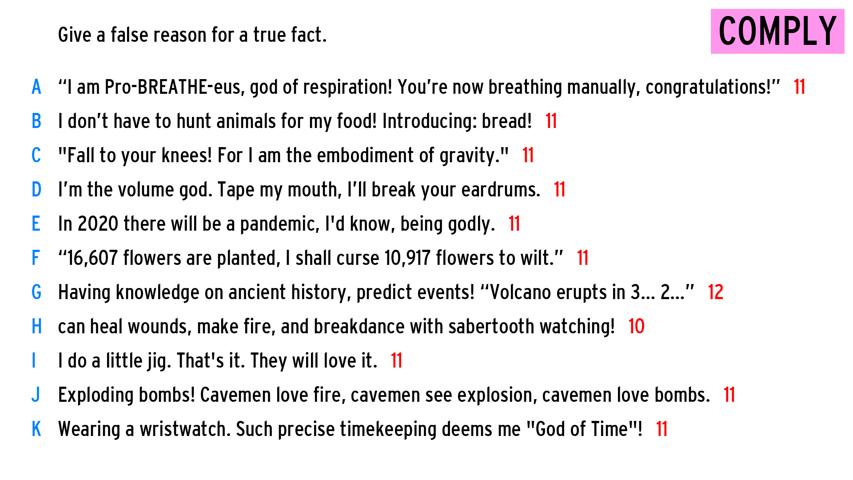 Give a false reason for a true fact.
COMPLY
A “I am Pro-BREATHE-eus, god of respiration! You’re now breathing manually, congratulations!” 11
B I don’t have to hunt animals for my food! Introducing: bread! 11
C "Fall to your knees! For I am the embodiment of gravity." 11
D I’m the volume god. Tape my mouth, I’ll break your eardrums. 11
E In 2020 there will be a pandemic, I'd know, being godly. 11
F “16,607 flowers are planted, I shall curse 10,917 flowers to wilt.” 11
G Having knowledge on ancient history, predict events! “Volcano erupts in 3... 2...” 12
H can heal wounds, make fire, and breakdance with sabertooth watching! 10
I I do a little jig. That's it. They will love it. 11
J Exploding bombs! Cavemen love fire, cavemen see explosion, cavemen love bombs. 11
K Wearing a wristwatch. Such precise timekeeping deems me "God of Time"! 11